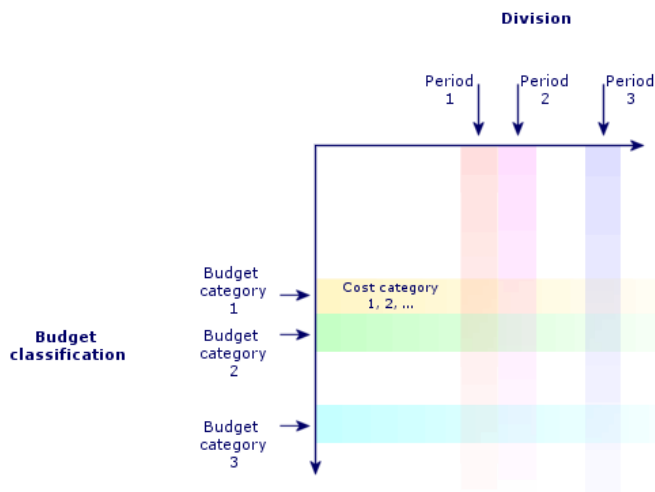 Division
Period
1
Period
2
Period
3
Budget
category
1
Cost category
1, 2, ...
Budget
classification
Budget
category
2
Budget
category
3